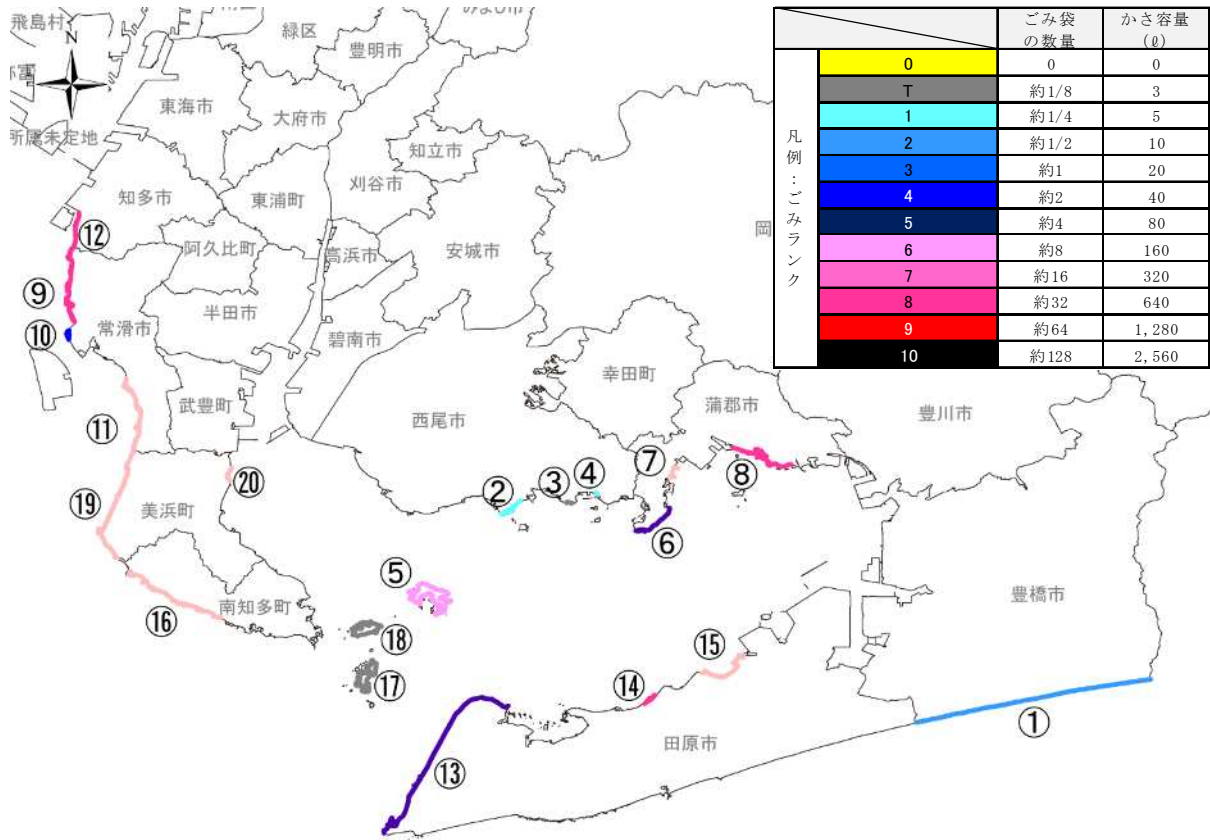 飛島村
緑区
豊明市
N
東海市
大府市
所属未定地
知立市
刈谷市
知多市
東浦町
⑫
阿久比町
高浜市
安城市
岡
⑨
半田市
⑩
常滑市
碧南市
幸田町
武豊町
西尾市
蒲郡市
豊川市
⑪
⑳
② ③ ④ ⑦ ⑧
⑲
美浜町
⑥
⑤
豊橋市
⑯
南知多町
⑱
⑮
⑰
⑭
①
田原市
⑬
ごみ袋
の数量
かさ容量
(ℓ)
凡例：ごみランク
0 0 0
T 約1/8 3
1 約1/4 5
2 約1/2 10
3 約1 20
4 約2 40
5 約4 80
6 約8 160
7 約16 320
8 約32 640
9 約64 1,280
10 約128 2,560